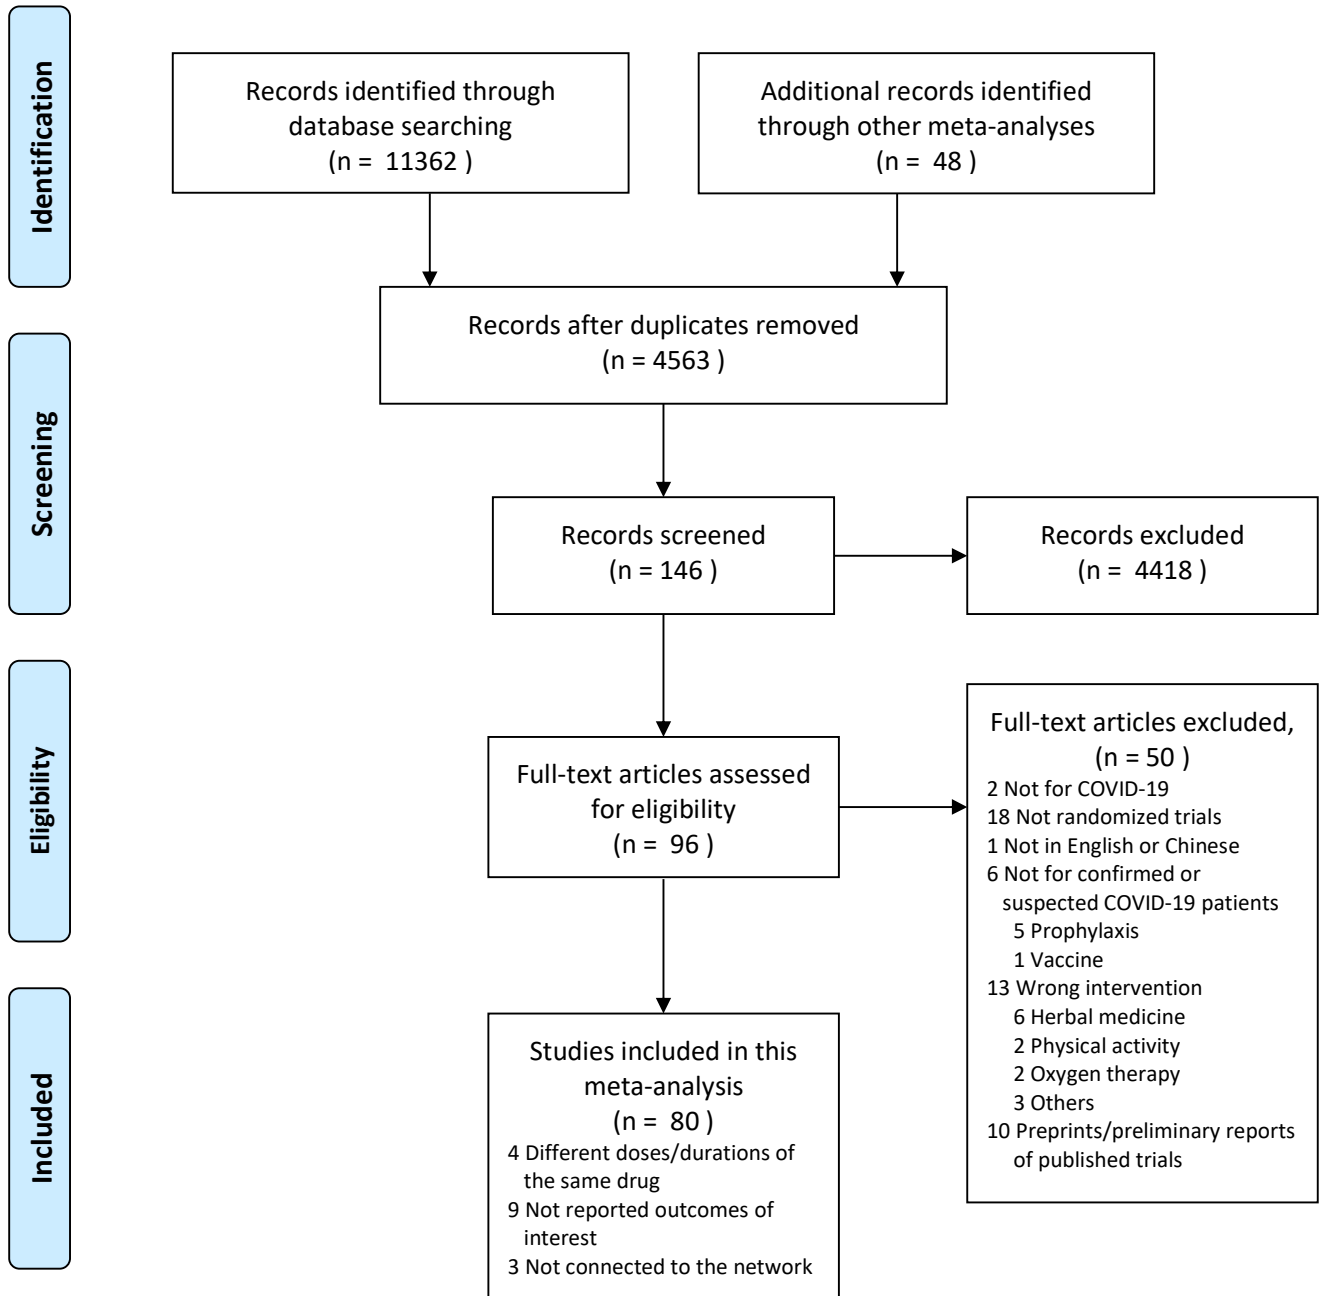 Identification
Records identified through
database searching
(n =  11362 )
Additional records identified
through other meta-analyses
(n =  48 )
Records after duplicates removed
(n = 4563 )
Screening
Records screened
(n = 146 )
Records excluded
(n =  4418 )
Eligibility
Full-text articles assessed
for eligibility
(n =  96 )
Full-text articles excluded,
(n = 50 )
2 Not for COVID-19
18 Not randomized trials
1 Not in English or Chinese
6 Not for confirmed or
suspected COVID-19 patients
5 Prophylaxis
1 Vaccine
13 Wrong intervention
6 Herbal medicine
2 Physical activity
2 Oxygen therapy
3 Others
10 Preprints/preliminary reports
of published trials
Included
Studies included in this
meta-analysis
(n =  80 )
4 Different doses/durations of
the same drug
9 Not reported outcomes of
interest
3 Not connected to the network